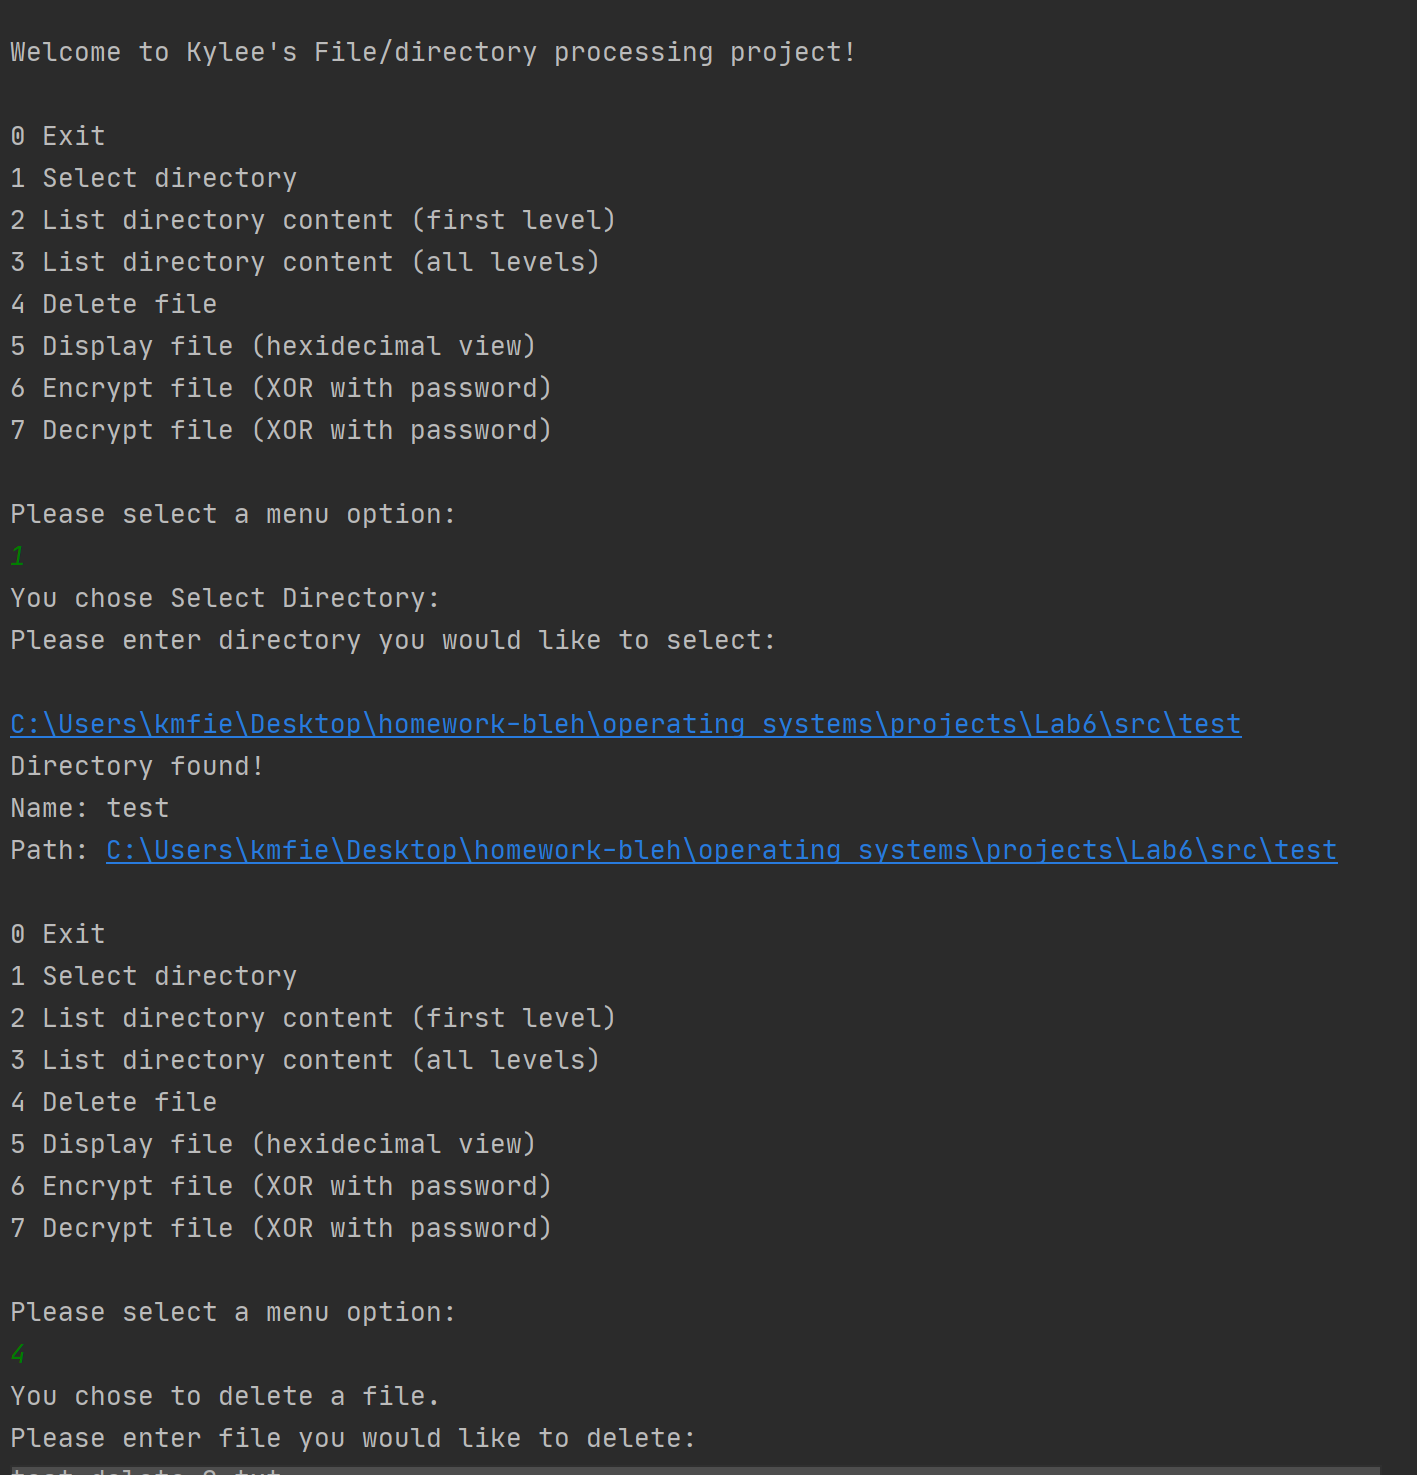 Welcome to Kylee's File/directory processing project!
0 Exit
1 Select directory
2 List directory content (first level)
3 List directory content (all levels)
4 Delete file
5 Display file (hexidecimal view)
6 Encrypt file (XOR with password)
7 Decrypt file (XOR with password)
Please select a menu option:
1
You chose Select Directory:
Please enter directory you would like to select:
C:\Users\kmfie\Desktop\homework-bleh\operating systems\projects\Lab6\src\test
Directory found!
Name: test
Path: C:\Users\kmfie\Desktop\homework-bleh\operating systems\projects\Lab6\src\test
0 Exit
1 Select directory
2 List directory content (first level)
3 List directory content (all levels)
4 Delete file
5 Display file (hexidecimal view)
6 Encrypt file (XOR with password)
7 Decrypt file (XOR with password)
Please select a menu option:
4
You chose to delete a file.
Please enter file you would like to delete: